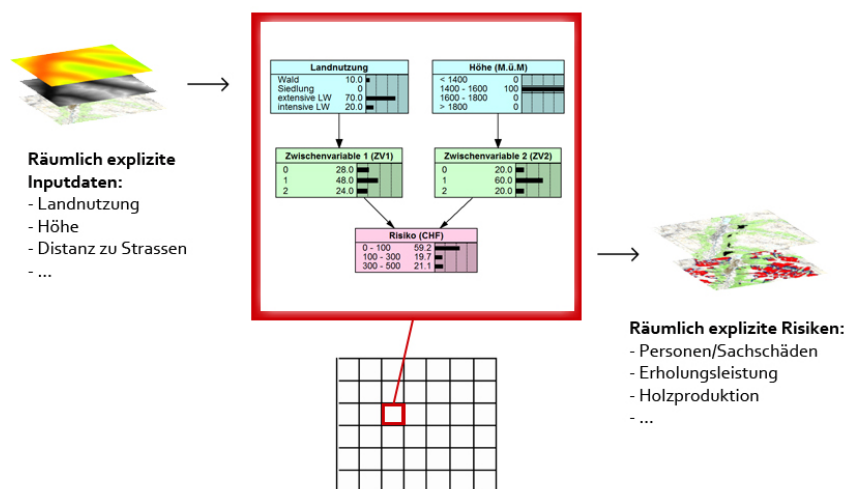 Räumlich explizite
Inputdaten:
- Landnutzung
- Höhe
- Distanz zu Strassen
- ...
Landnutzung
Wald 10.0
Siedlung 0
extensive LW 70.0
intensive LW 20.0
Höhe (M.ü.M)
< 1400 0
1400 - 1600 100
1600 - 1800 0
> 1800 0
Zwischenvariable 1 (ZV1)
0 28.0
1 48.0
2 24.0
Zwischenvariable 2 (ZV2)
0 20.0
1 60.0
2 20.0
Risiko (CHF)
0 - 100 59.2
100 - 300 19.7
300 - 500 21.1
Räumlich explizite Risiken:
- Personen/Sachschäden
- Erholungsleistung
- Holzproduktion
- ...